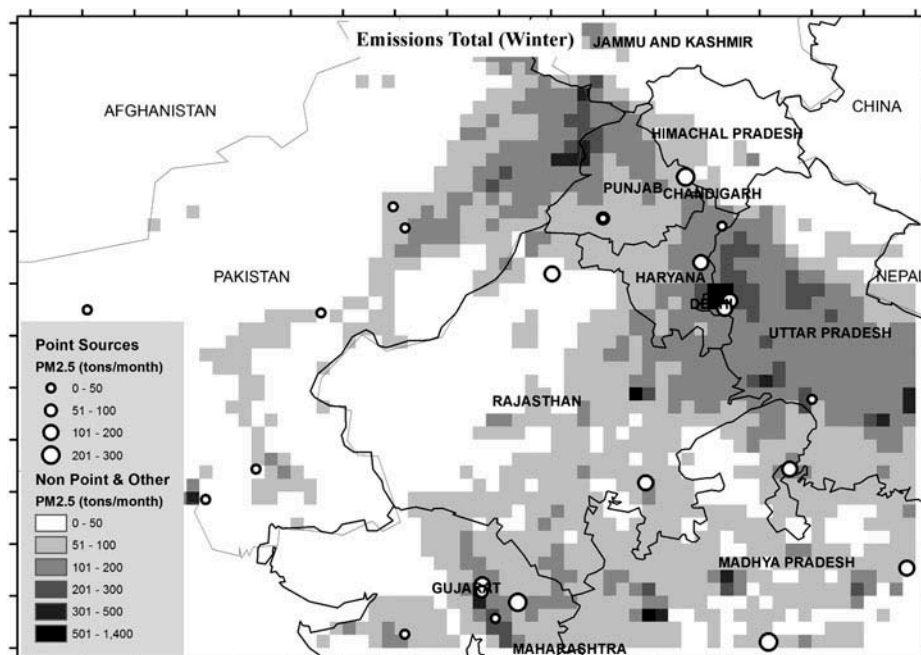 Emissions Total (Winter)
JAMMU AND KASHMIR
AFGHANISTAN
CHINA
HIMACHAL PRADESH
PUNJAB
CHANDIGARH
PAKISTAN
HARYANA
NEPAL
DELHI
UTTAR PRADESH
RAJASTHAN
MADHYA PRADESH
GUJARAT
MAHARASHTRA
Point Sources
PM2.5 (tons/month)
0 - 50
51 - 100
101 - 200
201 - 300
Non Point & Other
PM2.5 (tons/month)
0 - 50
51 - 100
101 - 200
201 - 300
301 - 500
501 - 1,400